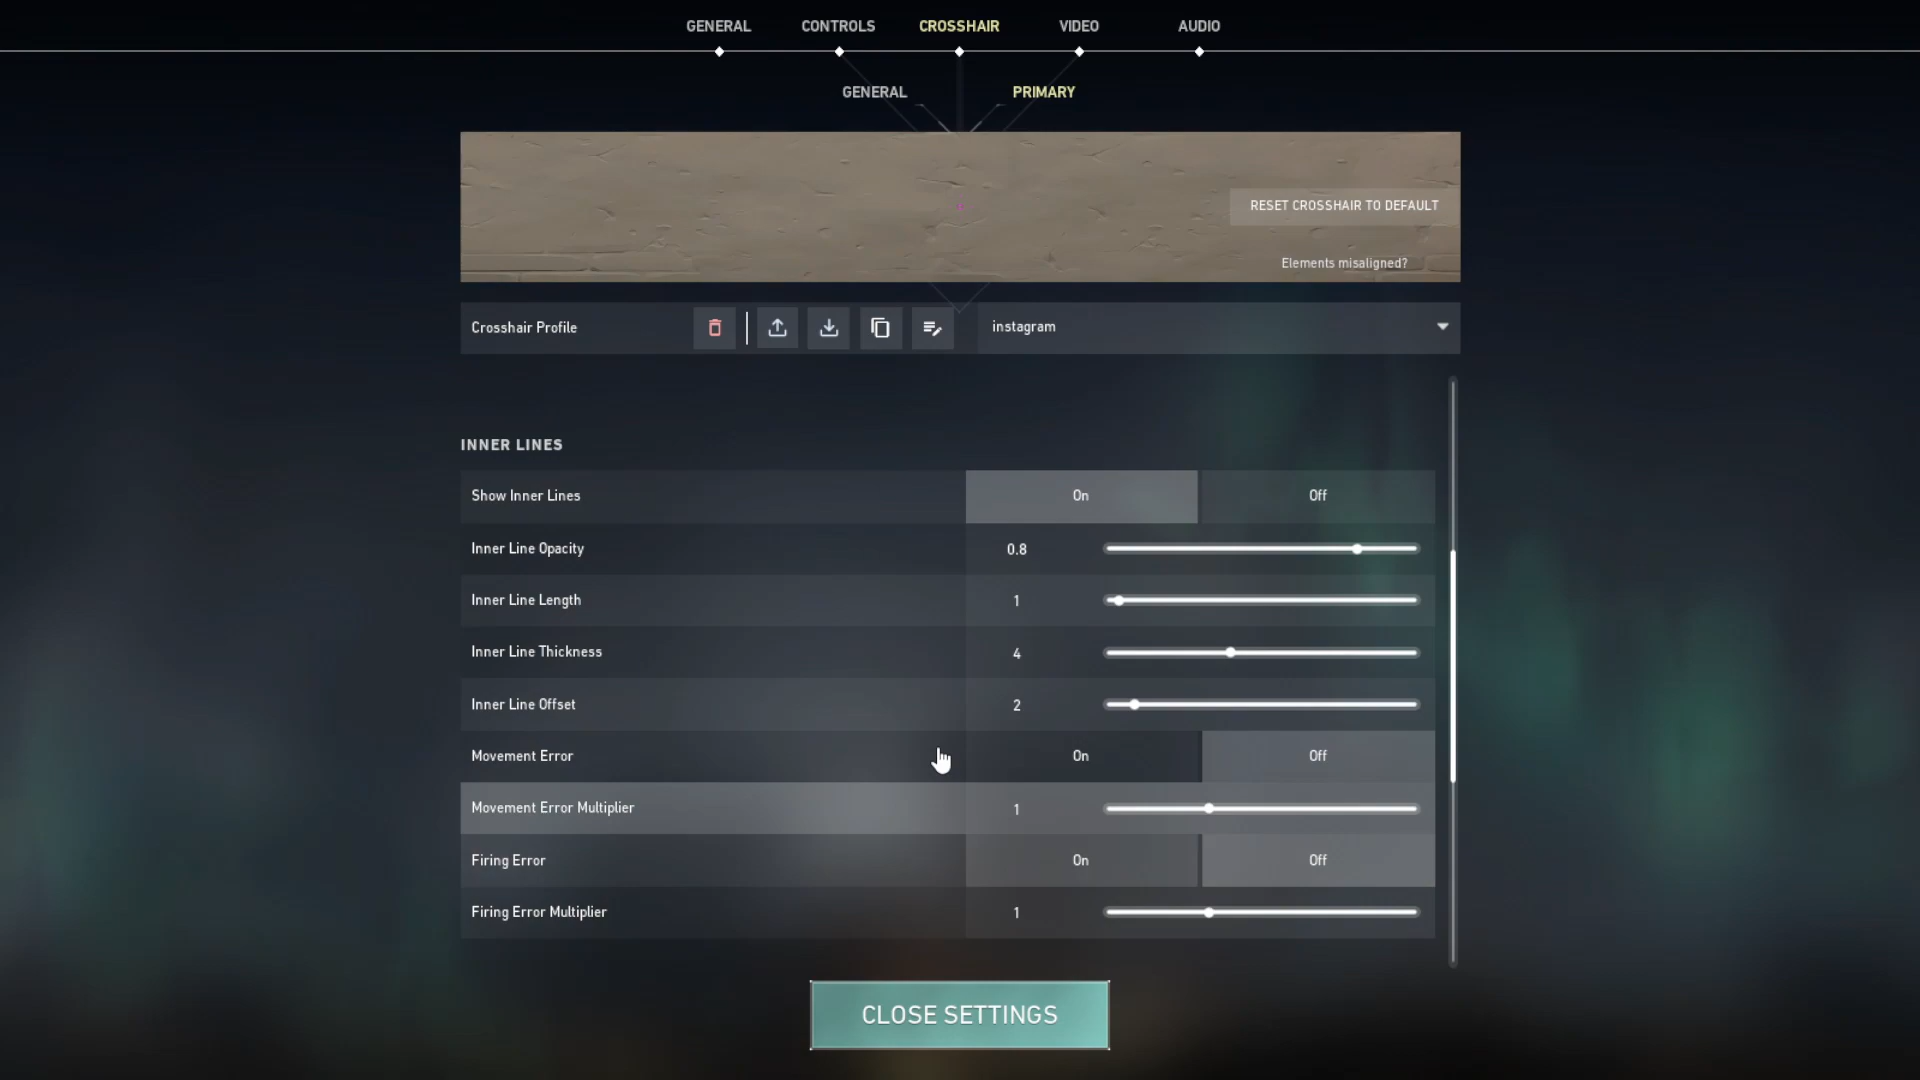 GENERAL CONTROLS CROSSHAIR VIDEO AUDIO
GENERAL PRIMARY
RESET CROSSHAIR TO DEFAULT
Elements misaligned?
Crosshair Profile instagram
INNER LINES
Show Inner Lines On Off
Inner Line Opacity 0.8
Inner Line Length 1
Inner Line Thickness 4
Inner Line Offset 2
Movement Error On Off
Movement Error Multiplier 1
Firing Error On Off
Firing Error Multiplier 1
CLOSE SETTINGS